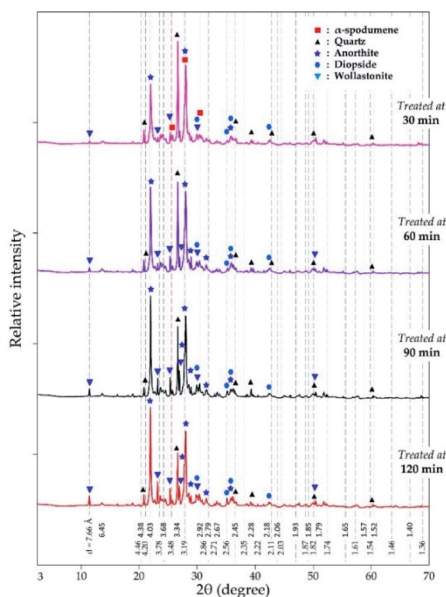 : α-spodumene
: Quartz
: Anorthite
: Diopside
: Wollastonite
Treated at
30 min
Treated at
60 min
Treated at
90 min
Treated at
120 min
Relative intensity
d = 7.66 Å
6.45
4.46
4.38
4.20
4.03
3.78
3.68
3.48
3.34
3.19
2.92
2.86
2.79
2.71
2.67
2.56
2.45
2.35
2.28
2.22
2.18
2.11
2.06
2.03
1.93
1.87
1.85
1.82
1.79
1.74
1.65
1.61
1.57
1.54
1.52
1.46
1.40
1.36
3 10 20 30 40 50 60 70
2θ (degree)